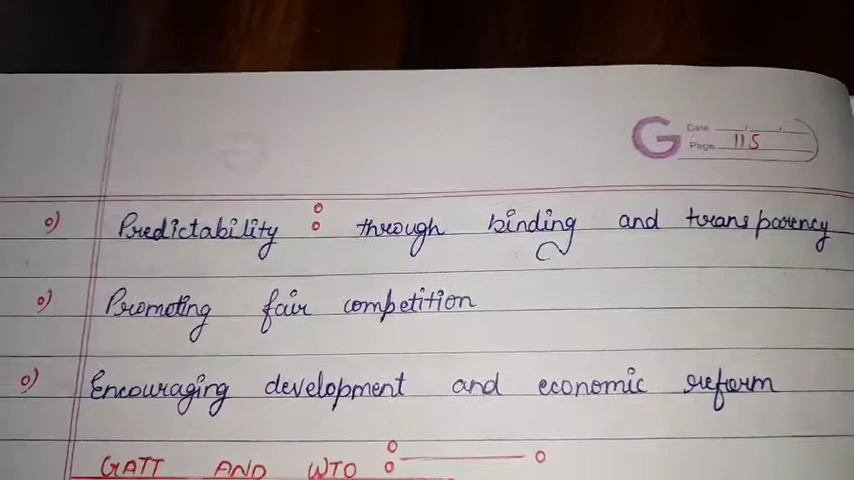 G Date
Page 115
o) Predictability : through binding and transparency
o) Promoting fair competition
o) Encouraging development and economic reform
GATT AND WTO :